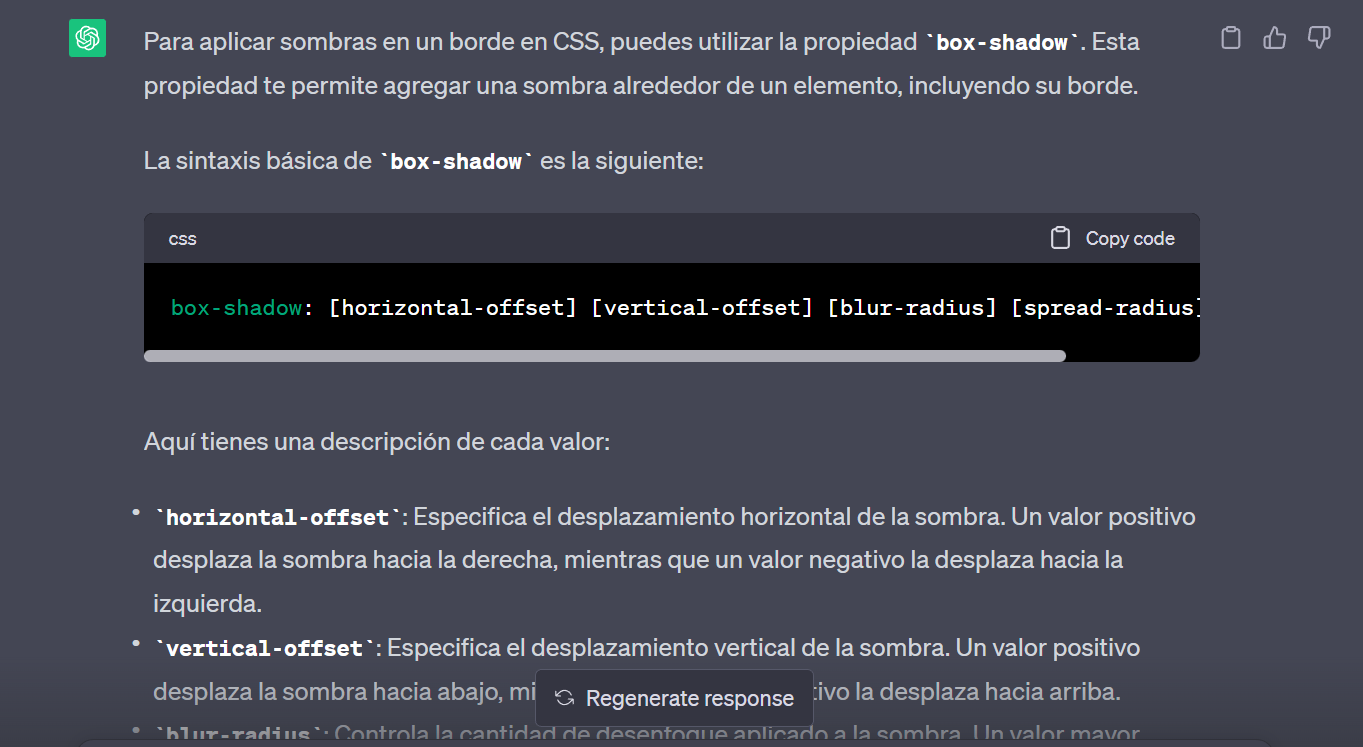 Para aplicar sombras en un borde en CSS, puedes utilizar la propiedad `box-shadow`. Esta
propiedad te permite agregar una sombra alrededor de un elemento, incluyendo su borde.
La sintaxis básica de `box-shadow` es la siguiente:
css
Copy code
box-shadow: [horizontal-offset] [vertical-offset] [blur-radius] [spread-radius]
Aquí tienes una descripción de cada valor:
• `horizontal-offset`: Especifica el desplazamiento horizontal de la sombra. Un valor positivo
desplaza la sombra hacia la derecha, mientras que un valor negativo la desplaza hacia la
izquierda.
• `vertical-offset`: Especifica el desplazamiento vertical de la sombra. Un valor positivo
desplaza la sombra hacia abajo, mi
tivo la desplaza hacia arriba.
Regenerate response
• `blur-radius`: Controla la cantidad de desenfoque aplicado a la sombra. Un valor mayor